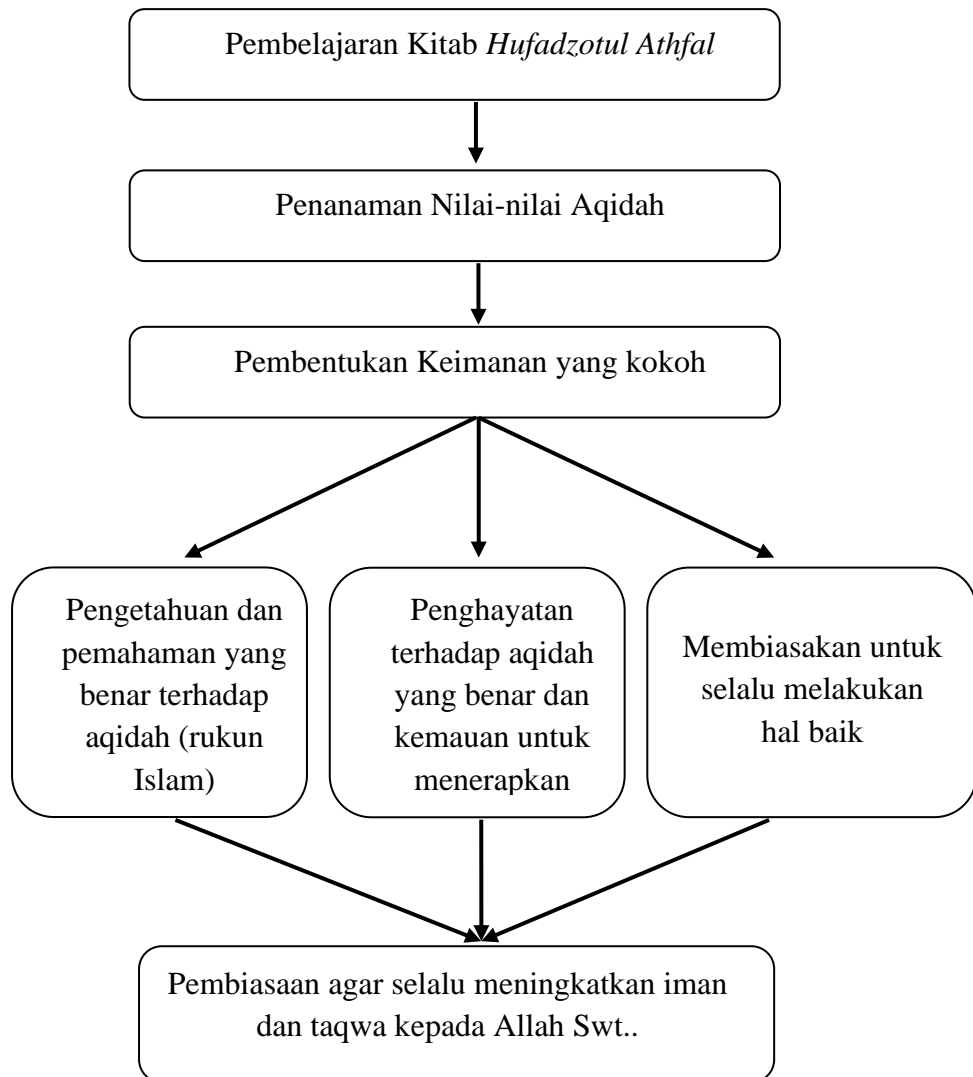 Pembelajaran Kitab Hufadzotul Athfal
Penanaman Nilai-nilai Aqidah
Pembentukan Keimanan yang kokoh
Pengetahuan dan
pemahaman yang
benar terhadap
aqidah (rukun
Islam)
Penghayatan
terhadap aqidah
yang benar dan
kemauan untuk
menerapkan
Membiasakan untuk
selalu melakukan
hal baik
Pembiasaan agar selalu meningkatkan iman
dan taqwa kepada Allah Swt..